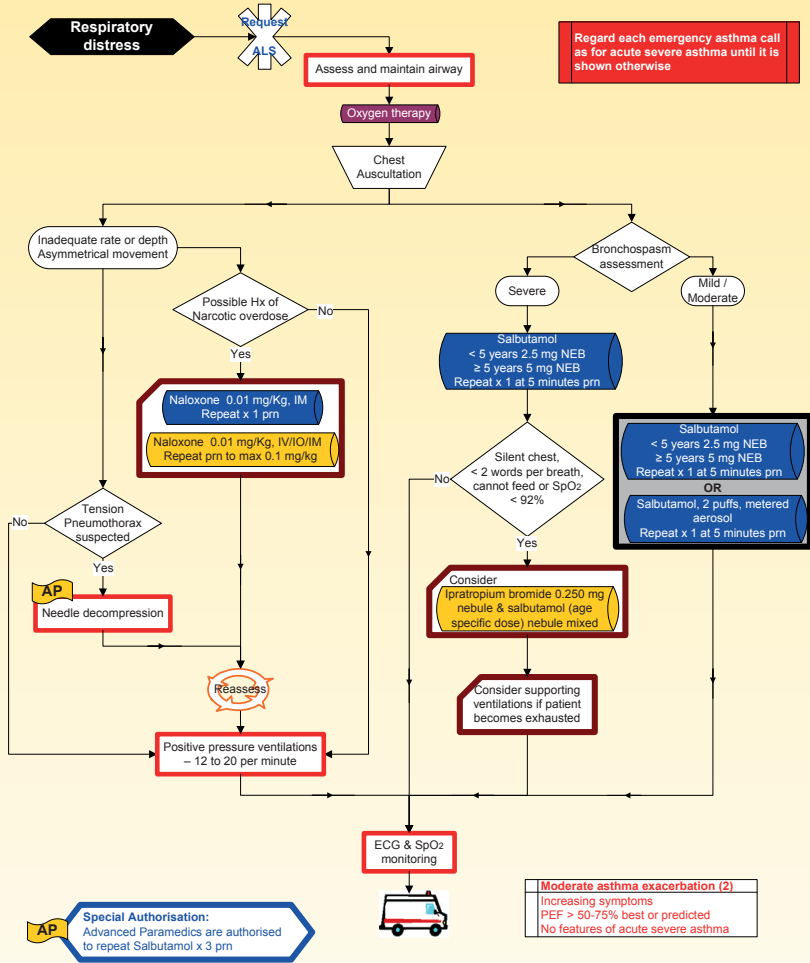 Respiratory
distress
Request
ALS
Assess and maintain airway
Regard each emergency asthma call
as for acute severe asthma until it is
shown otherwise
Oxygen therapy
Chest
Auscultation
Inadequate rate or depth
Asymmetrical movement
Bronchospasm
assessment
Possible Hx of
Narcotic overdose
No
Yes
Severe
Mild /
Moderate
Salbutamol
< 5 years 2.5 mg NEB
≥ 5 years 5 mg NEB
Repeat x 1 at 5 minutes prn
Naloxone 0.01 mg/Kg, IM
Repeat x 1 prn
Naloxone 0.01 mg/Kg, IV/IO/IM
Repeat prn to max 0.1 mg/kg
Salbutamol
< 5 years 2.5 mg NEB
≥ 5 years 5 mg NEB
Repeat x 1 at 5 minutes prn
OR
Salbutamol, 2 puffs, metered
aerosol
Repeat x 1 at 5 minutes prn
Silent chest,
< 2 words per breath,
cannot feed or SpO2
< 92%
No
Yes
Tension
Pneumothorax
suspected
No
Yes
AP
Needle decompression
Consider
Ipratropium bromide 0.250 mg
nebule & salbutamol (age
specific dose) nebule mixed
Reassess
Consider supporting
ventilations if patient
becomes exhausted
Positive pressure ventilations
– 12 to 20 per minute
ECG & SpO2
monitoring
AP
Special Authorisation:
Advanced Paramedics are authorised
to repeat Salbutamol x 3 prn
Moderate asthma exacerbation (2)
Increasing symptoms
PEF > 50-75% best or predicted
No features of acute severe asthma